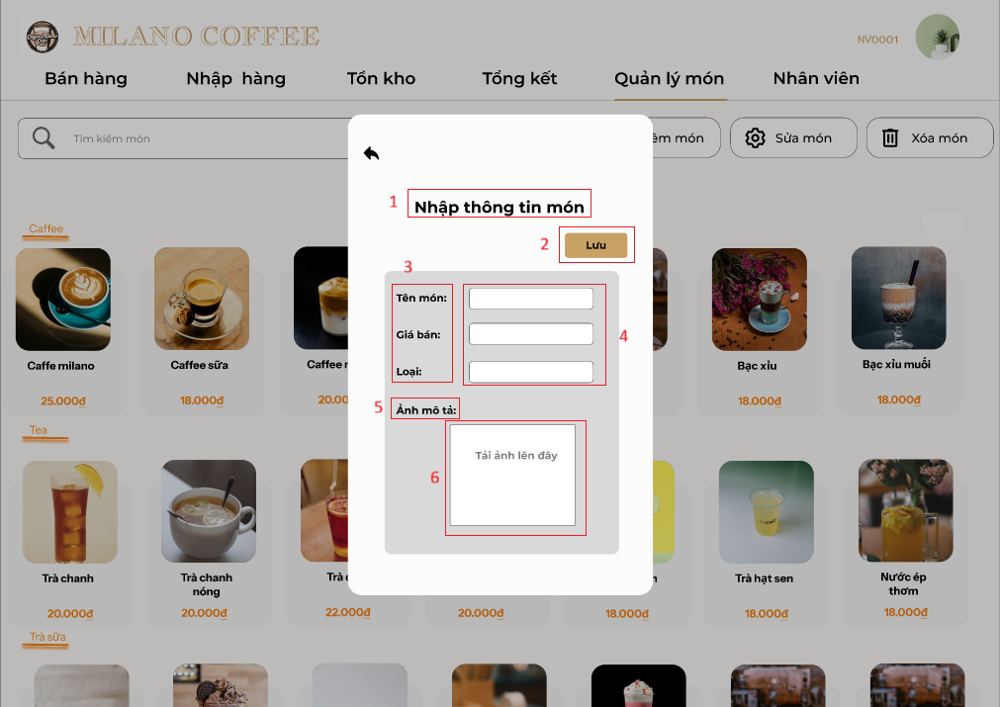 MILANO COFFEE
NV0001
Bán hàng
Nhập hàng
Tồn kho
Tổng kết
Quản lý món
Nhân viên
Tìm kiếm món
êm món
Sửa món
Xóa món
1
Nhập thông tin món
2
Lưu
3
Tên món:
Giá bán:
Loại:
4
5
Ảnh mô tả:
6
Tải ảnh lên đây
Caffee
Caffe milano
Caffee sữa
Caffee
Bạc xỉu
Bạc xỉu muối
25.000đ
18.000đ
20.00
18.000đ
18.000đ
Tea
Trà chanh
Trà chanh
nóng
Trà
Trà hạt sen
Nước ép
thơm
20.000đ
20.000đ
22.000đ
20.000đ
18.000đ
18.000đ
18.000đ
Trà sữa